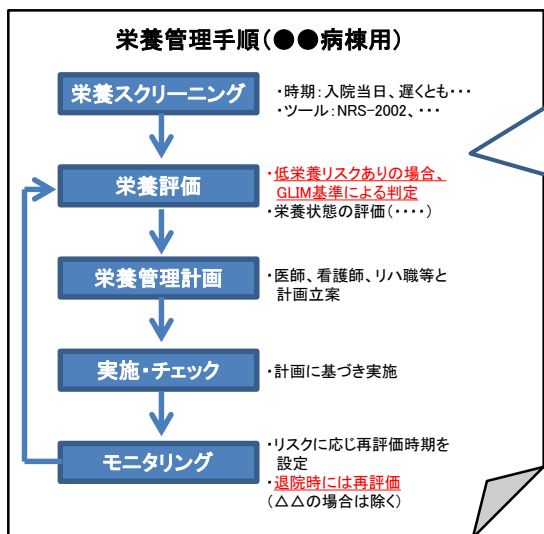 栄養管理手順(●●病棟用)
栄養スクリーニング
・時期:入院当日、遅くとも・・・
・ツール:NRS-2002、・・・
栄養評価
・低栄養リスクありの場合、
GLIM基準による判定
・栄養状態の評価(・・・・)
栄養管理計画
・医師、看護師、リハ職等と
計画立案
実施・チェック
・計画に基づき実施
モニタリング
・リスクに応じ再評価時期を
設定
・退院時には再評価
(△△の場合は除く)